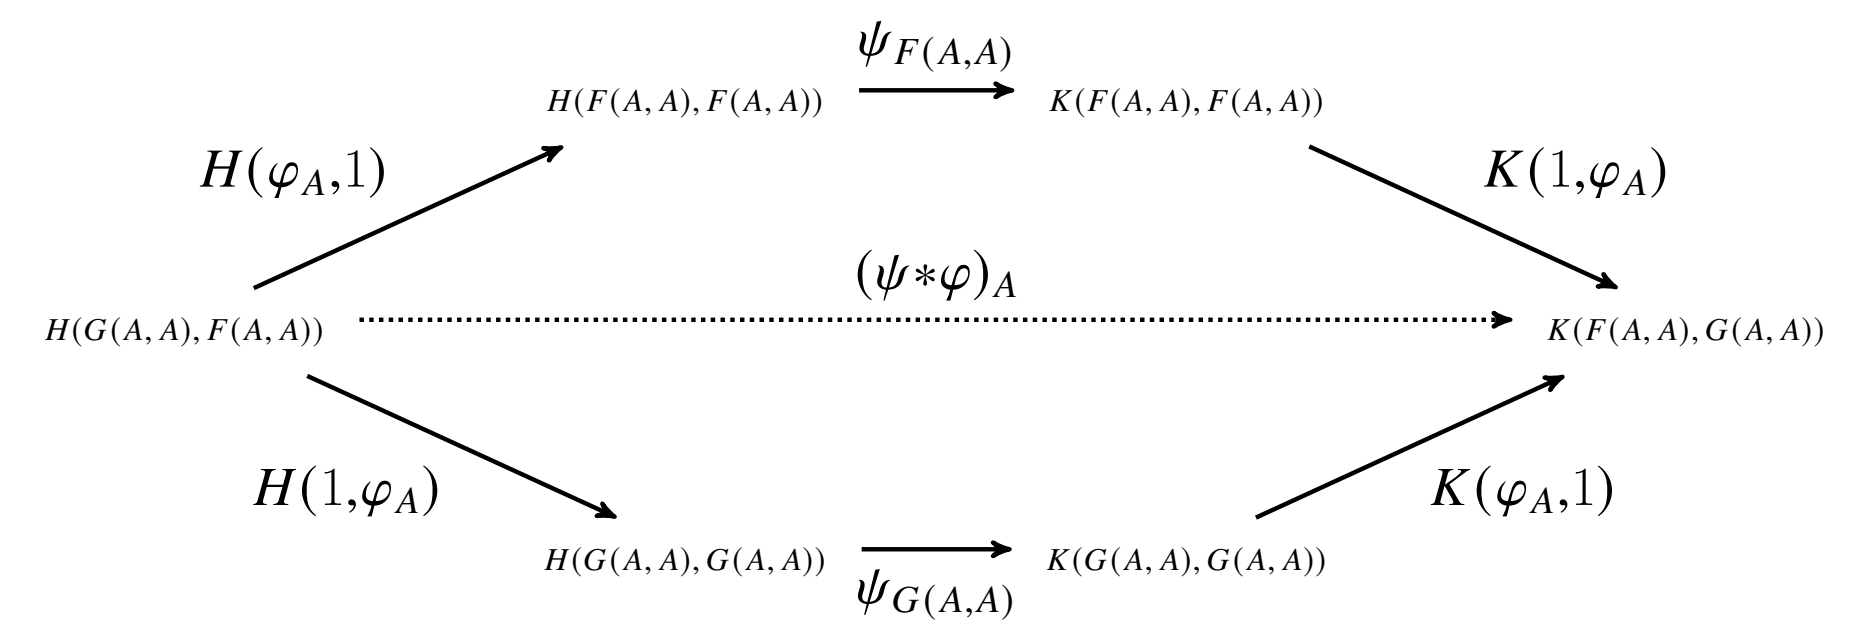 ψ_{F(A,A)}
H(F(A, A), F(A, A)) K(F(A, A), F(A, A))
H(φ_A,1) K(1,φ_A)
(ψ∗φ)_A
H(G(A, A), F(A, A)) K(F(A, A), G(A, A))
H(1,φ_A) K(φ_A,1)
H(G(A, A), G(A, A)) K(G(A, A), G(A, A))
ψ_{G(A,A)}